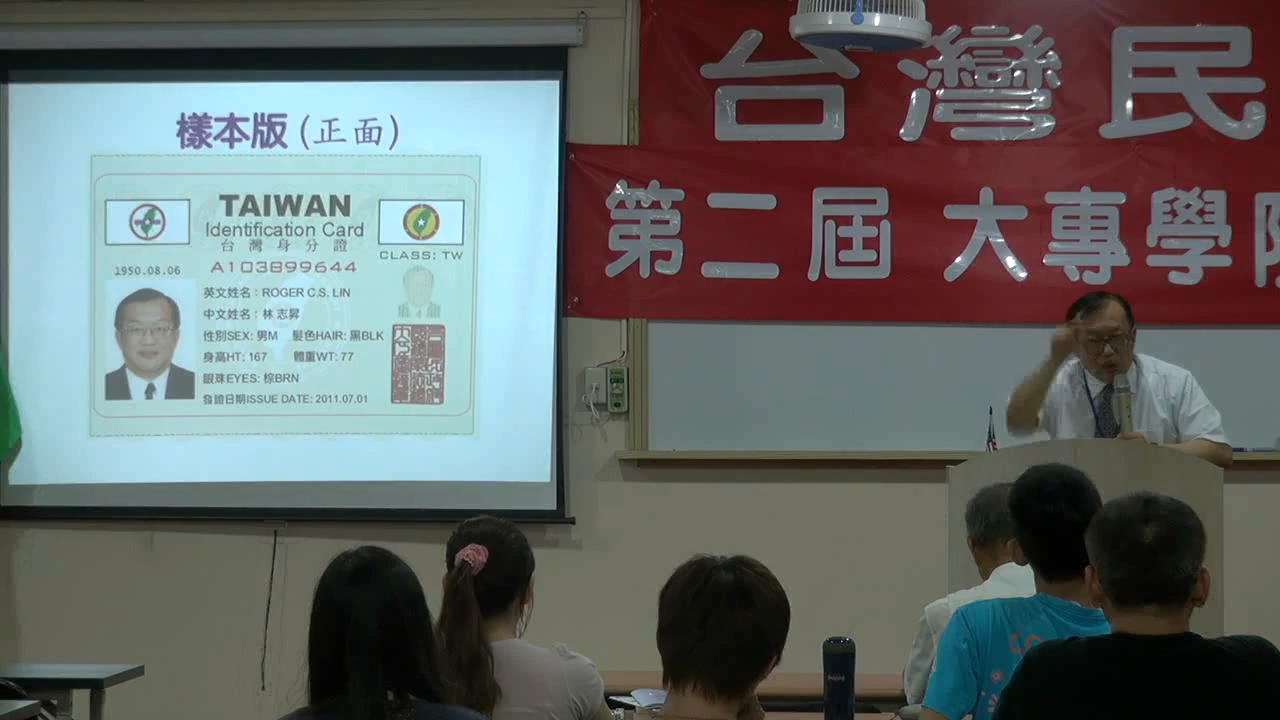 樣本版 (正面)
TAIWAN
Identification Card
台灣身分證
CLASS: TW
1950.08.06
A103899644
英文姓名：ROGER C.S. LIN
中文姓名：林 志昇
性別SEX: 男M 髮色HAIR: 黑BLK
身高HT: 167 體重WT: 77
眼珠EYES: 棕BRN
發證日期ISSUE DATE: 2011.07.01
台灣民
第二屆 大專學院